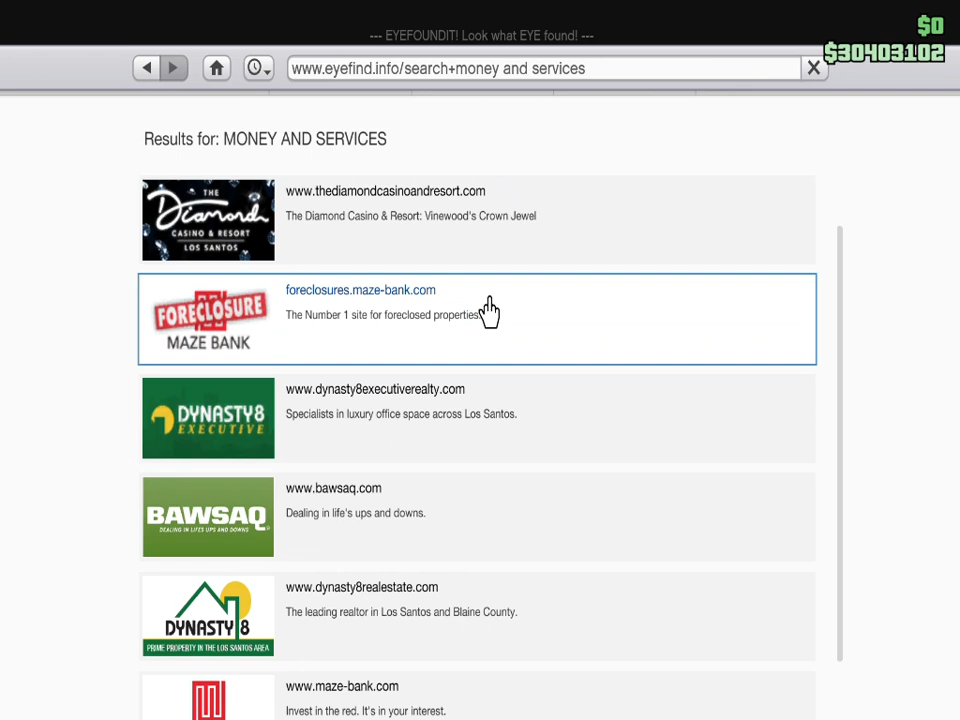 $0
--- EYEFOUNDIT! Look what EYE found! ---
$30403102
www.eyefind.info/search+money and services
Results for: MONEY AND SERVICES
THE
Diamond
CASINO & RESORT
LOS SANTOS
www.thediamondcasinoandresort.com
The Diamond Casino & Resort: Vinewood's Crown Jewel
FORECLOSURE
MAZE BANK
foreclosures.maze-bank.com
The Number 1 site for foreclosed properties
DYNASTY8
EXECUTIVE
www.dynasty8executiverealty.com
Specialists in luxury office space across Los Santos.
BAWSAQ
DEALING IN LIFE'S UPS AND DOWNS
www.bawsaq.com
Dealing in life's ups and downs.
DYNASTY 8
PRIME PROPERTY IN THE LOS SANTOS AREA
www.dynasty8realestate.com
The leading realtor in Los Santos and Blaine County.
www.maze-bank.com
Invest in the red. It's in your interest.